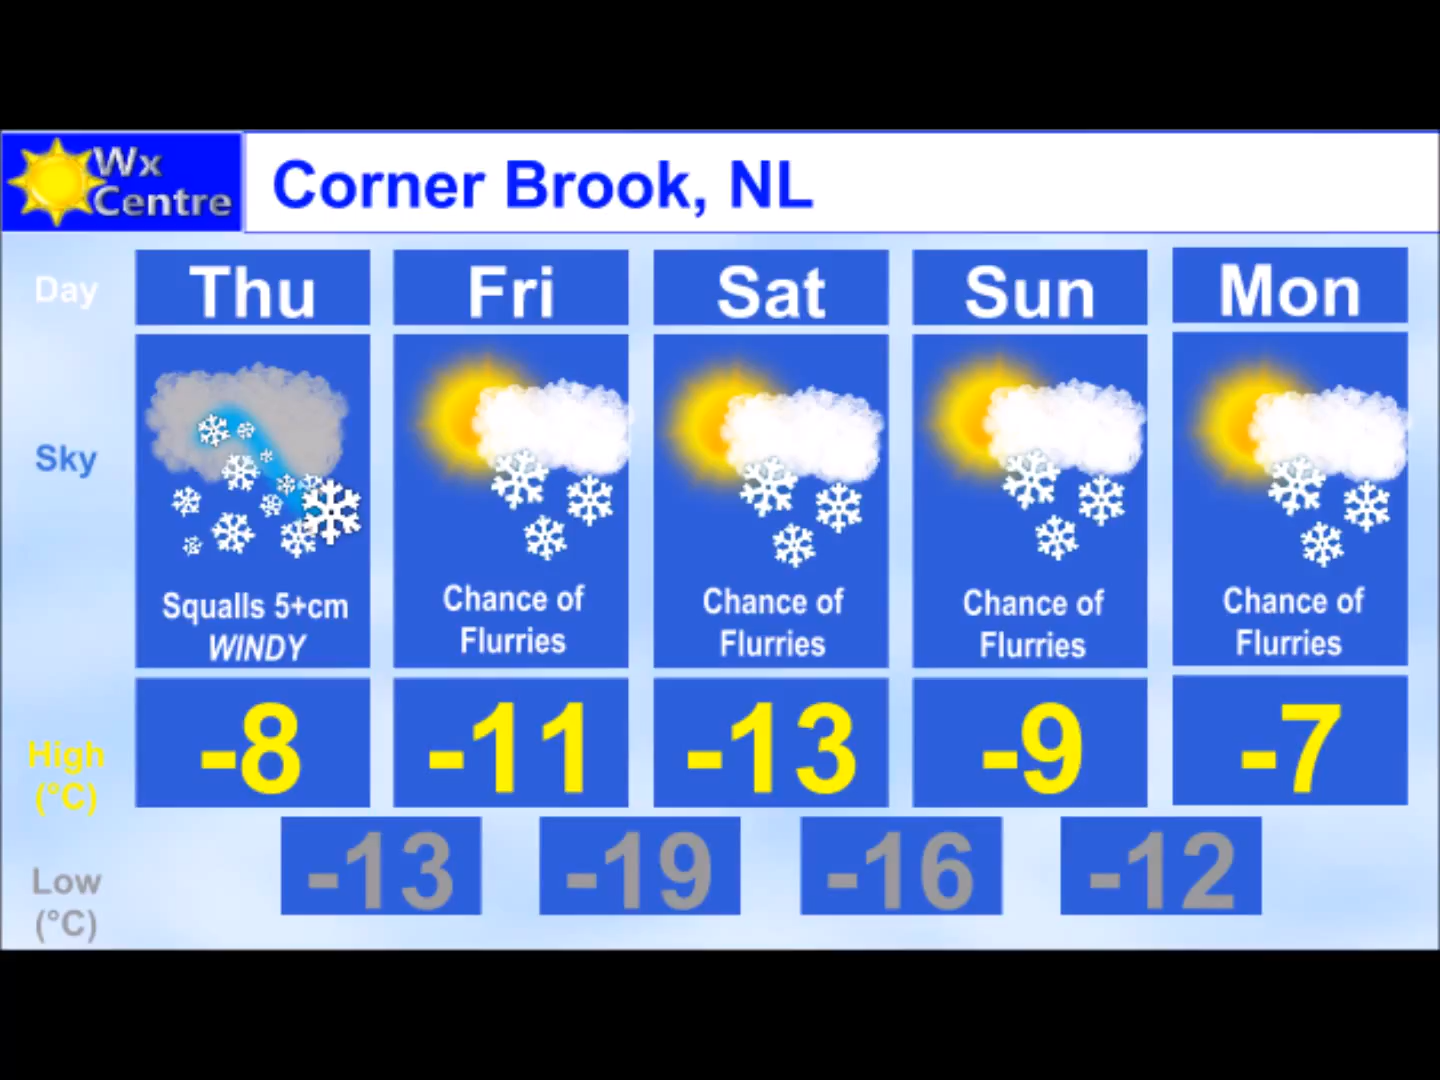 Wx
Centre
Corner Brook, NL
Day
Thu
Fri
Sat
Sun
Mon
Sky
Squalls 5+cm
WINDY
Chance of
Flurries
Chance of
Flurries
Chance of
Flurries
Chance of
Flurries
High
(°C)
-8
-11
-13
-9
-7
Low
(°C)
-13
-19
-16
-12